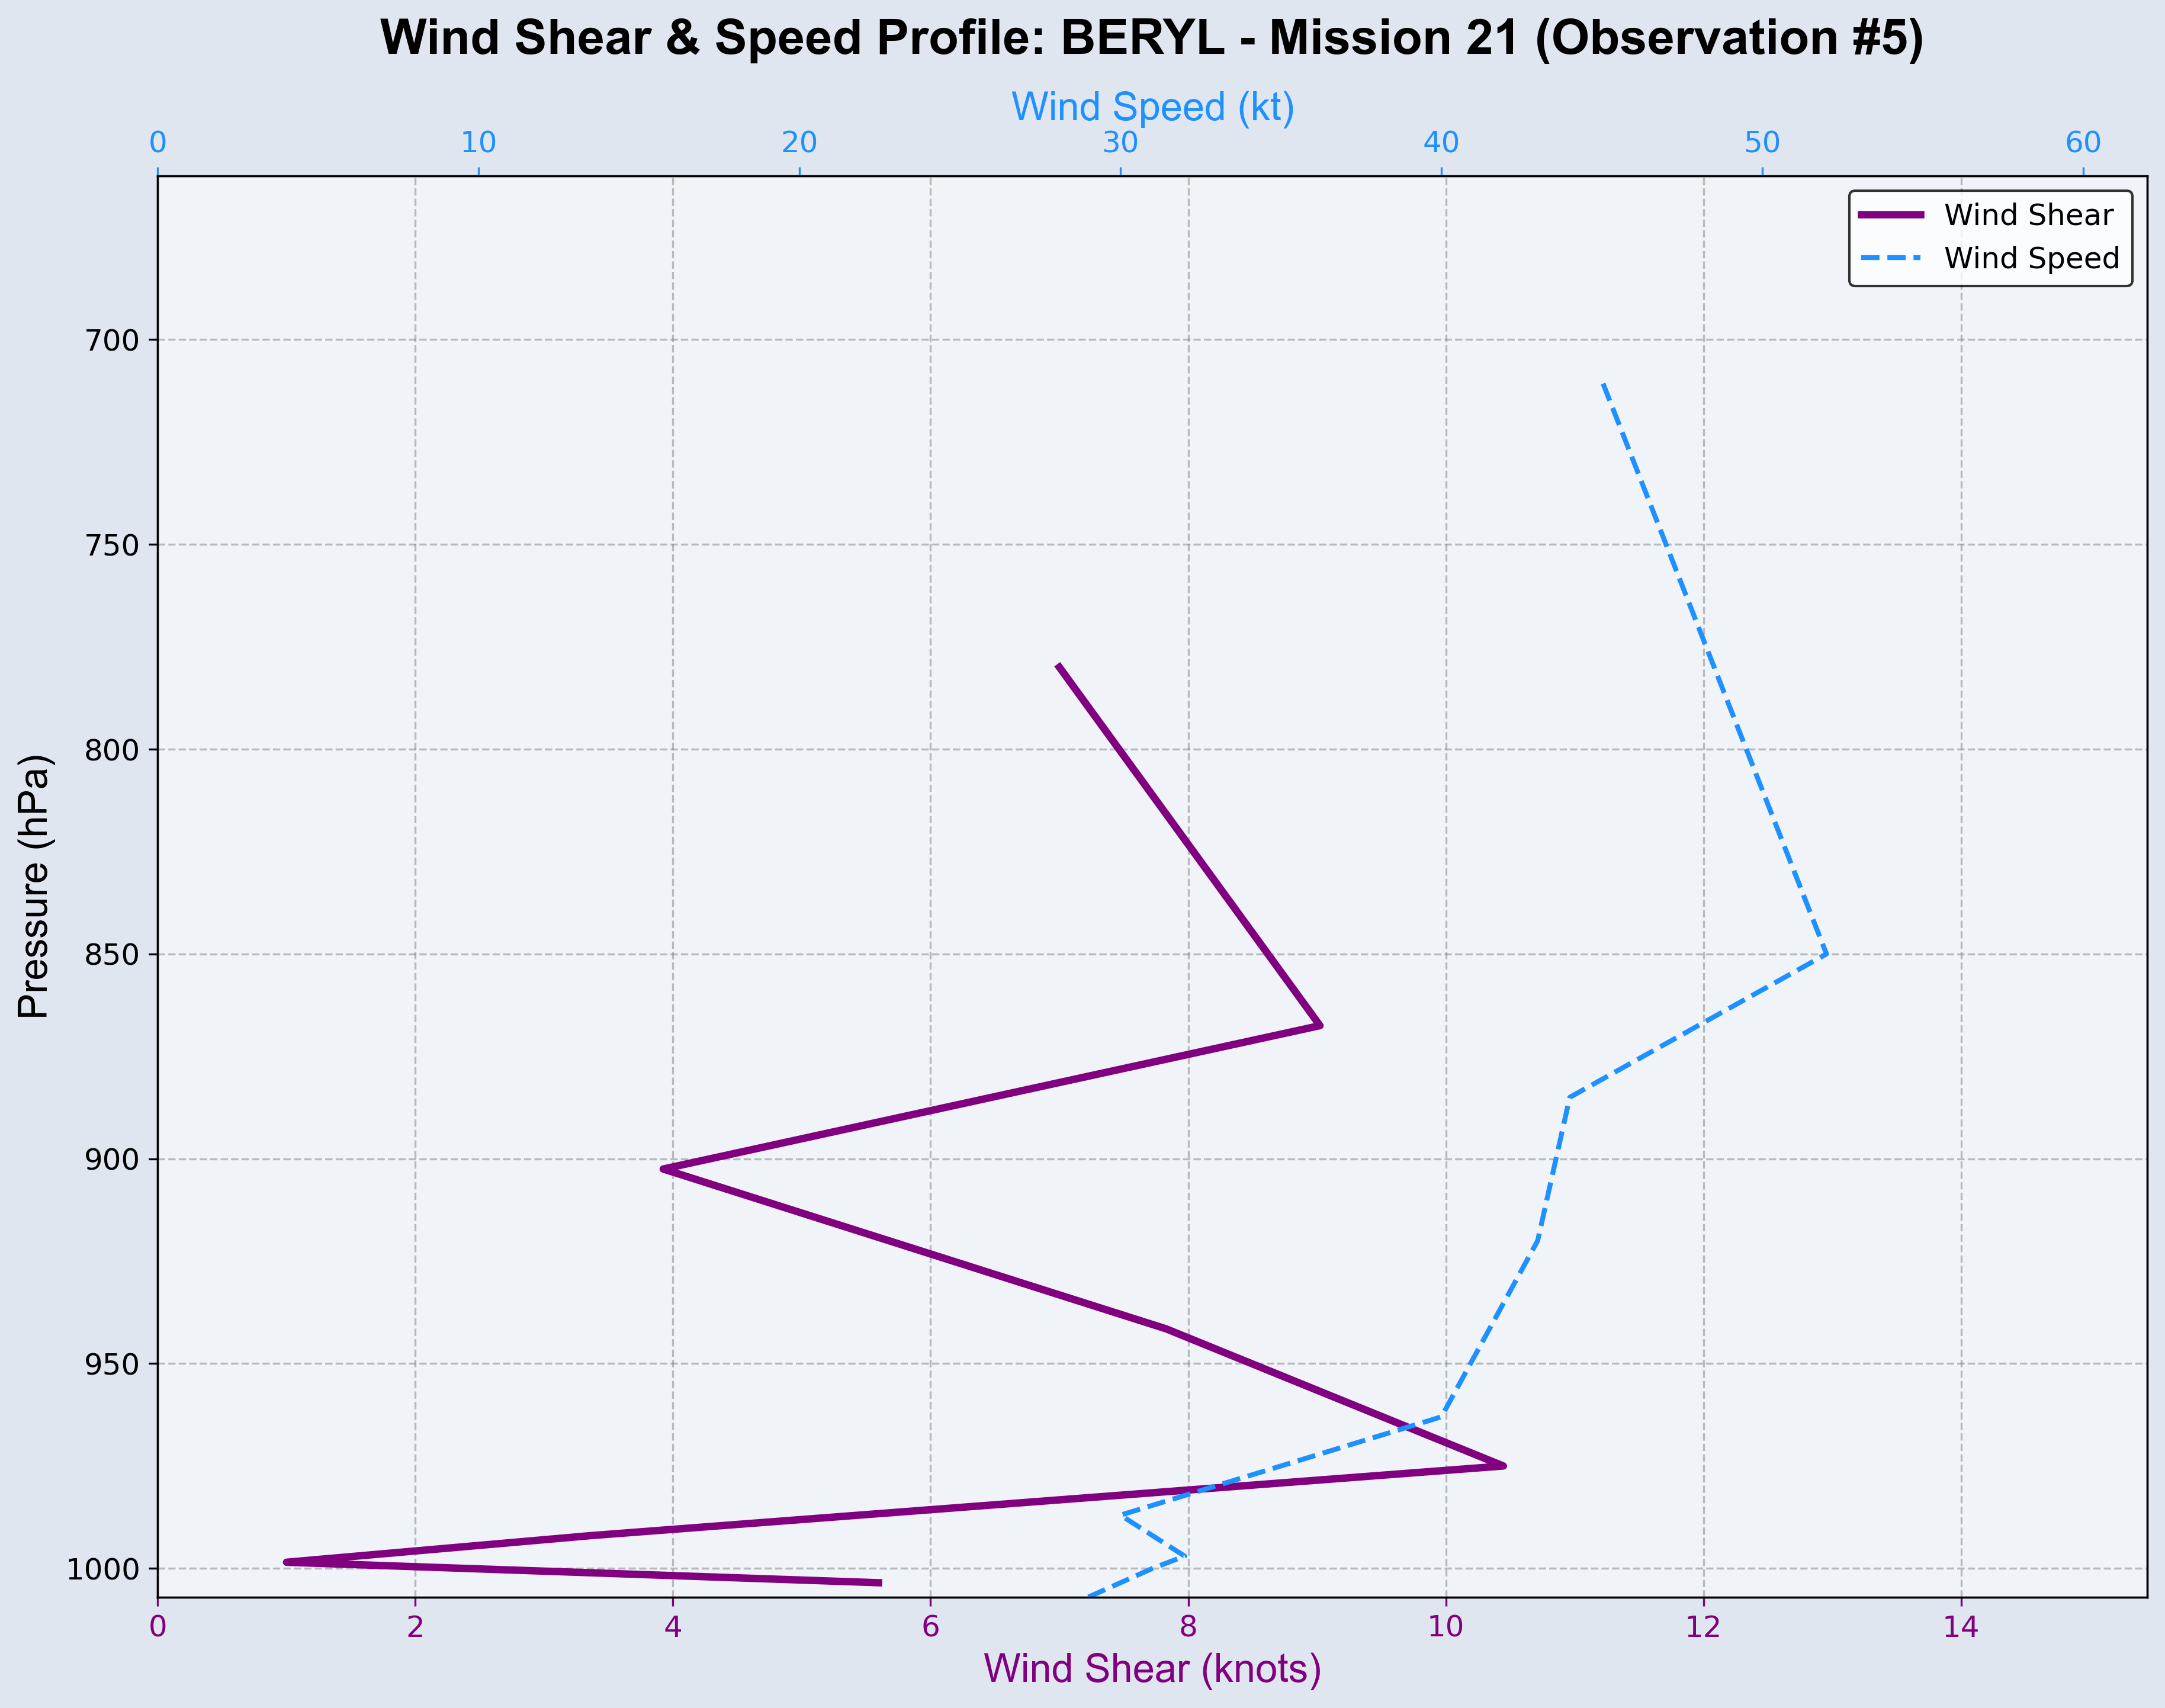 Wind Shear & Speed Profile: BERYL - Mission 21 (Observation #5)
Wind Speed (kt)
0 10 20 30 40 50 60
Wind Shear
Wind Speed
Pressure (hPa)
700
750
800
850
900
950
1000
0 2 4 6 8 10 12 14
Wind Shear (knots)